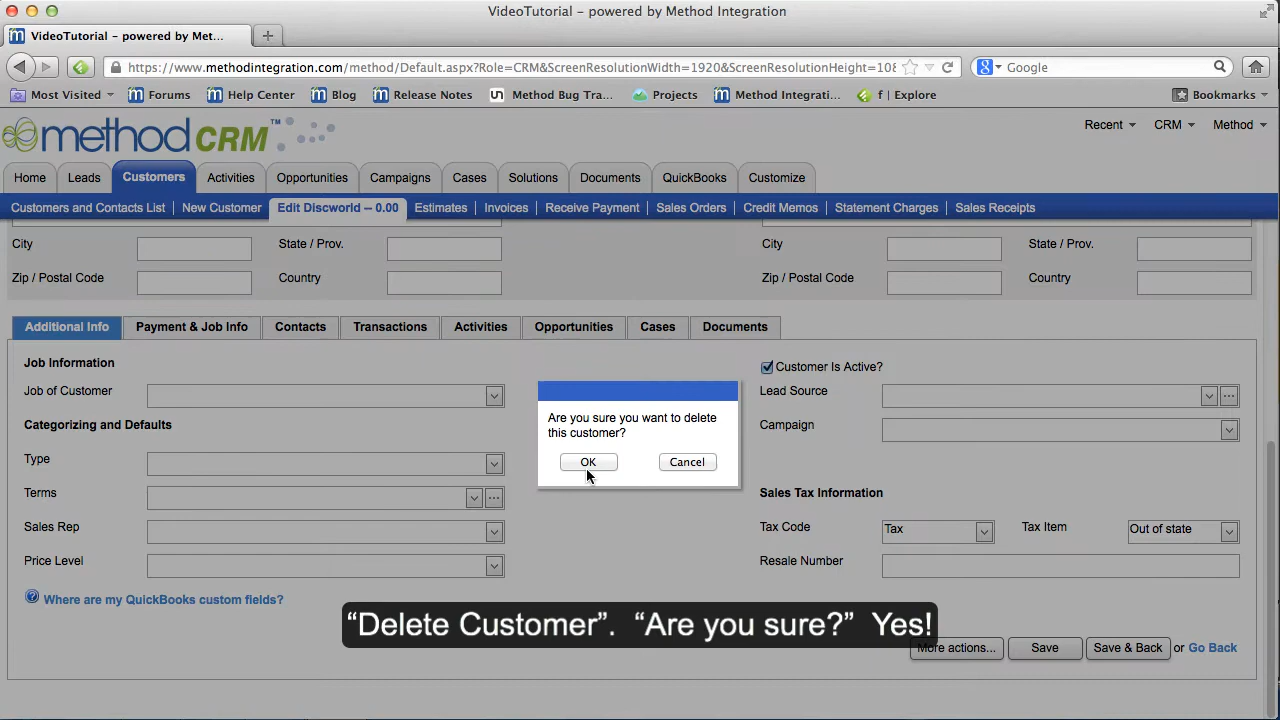 VideoTutorial – powered by Method Integration
VideoTutorial – powered by Met...
https://www.methodintegration.com/method/Default.aspx?Role=CRM&ScreenResolutionWidth=1920&ScreenResolutionHeight=108
Google
Most Visited Forums Help Center Blog Release Notes Method Bug Tra... Projects Method Integrati... f | Explore Bookmarks
method CRM™
Recent CRM Method
Home Leads Customers Activities Opportunities Campaigns Cases Solutions Documents QuickBooks Customize
Customers and Contacts List New Customer Edit Discworld -- 0.00 Estimates Invoices Receive Payment Sales Orders Credit Memos Statement Charges Sales Receipts
City State / Prov. City State / Prov.
Zip / Postal Code Country Zip / Postal Code Country
Additional Info Payment & Job Info Contacts Transactions Activities Opportunities Cases Documents
Job Information
Customer Is Active?
Job of Customer
Lead Source
Categorizing and Defaults
Campaign
Are you sure you want to delete
this customer?
OK Cancel
Type
Terms
Sales Tax Information
Sales Rep
Tax Code Tax Tax Item Out of state
Price Level
Resale Number
Where are my QuickBooks custom fields?
“Delete Customer”. “Are you sure?” Yes!
More actions... Save Save & Back or Go Back